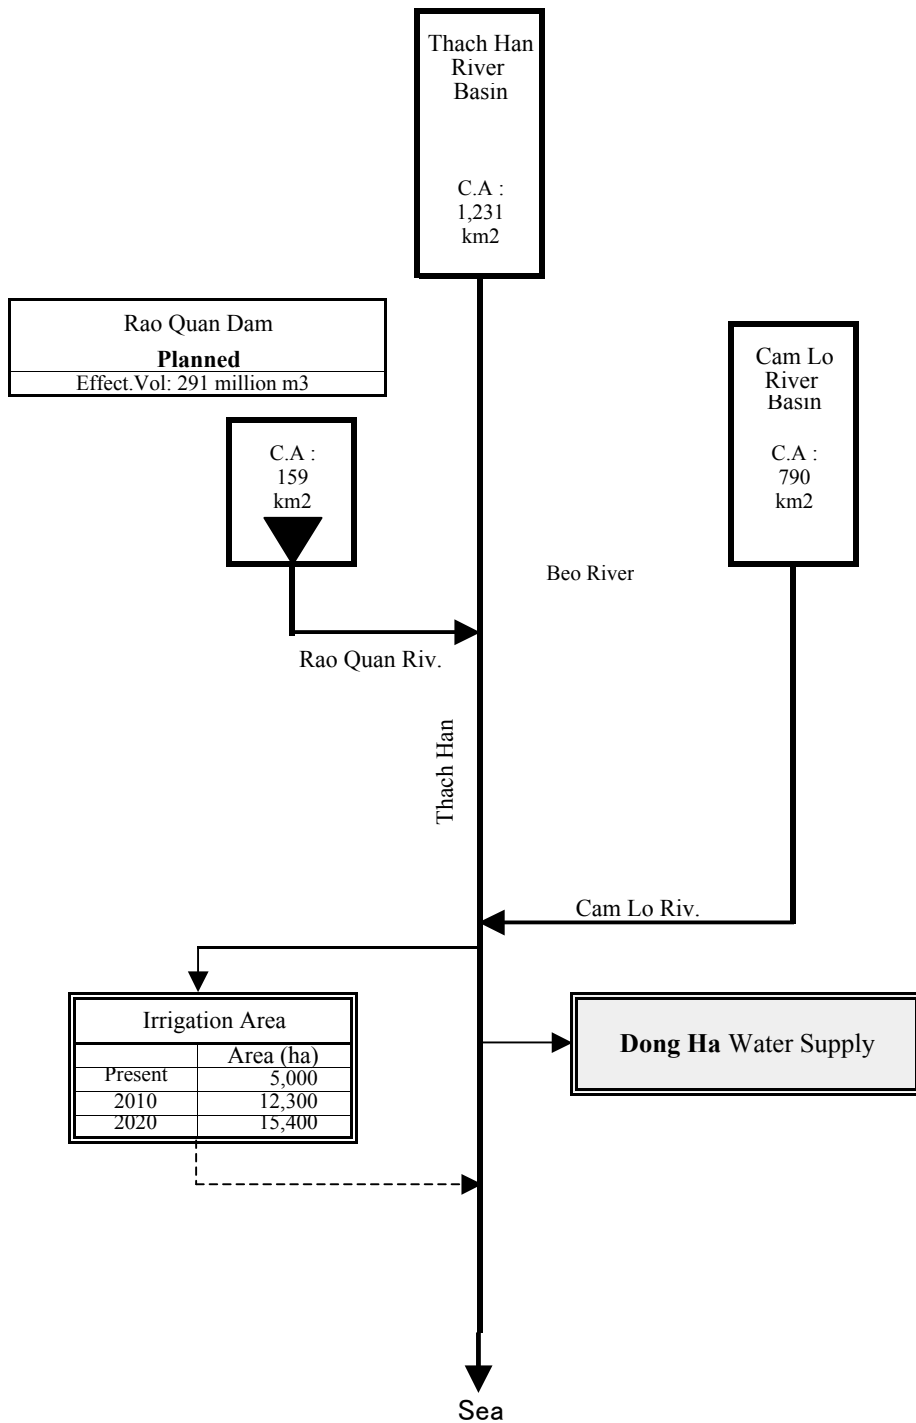 Thach Han
River
Basin
C.A :
1,231
km2
Rao Quan Dam
Planned
Effect.Vol: 291 million m3
Cam Lo
River
Basin
C.A :
159
km2
C.A :
790
km2
Beo River
Rao Quan Riv.
Thach Han
Cam Lo Riv.
Irrigation Area
Area (ha)
Present 5,000
2010 12,300
2020 15,400
Dong Ha Water Supply
Sea